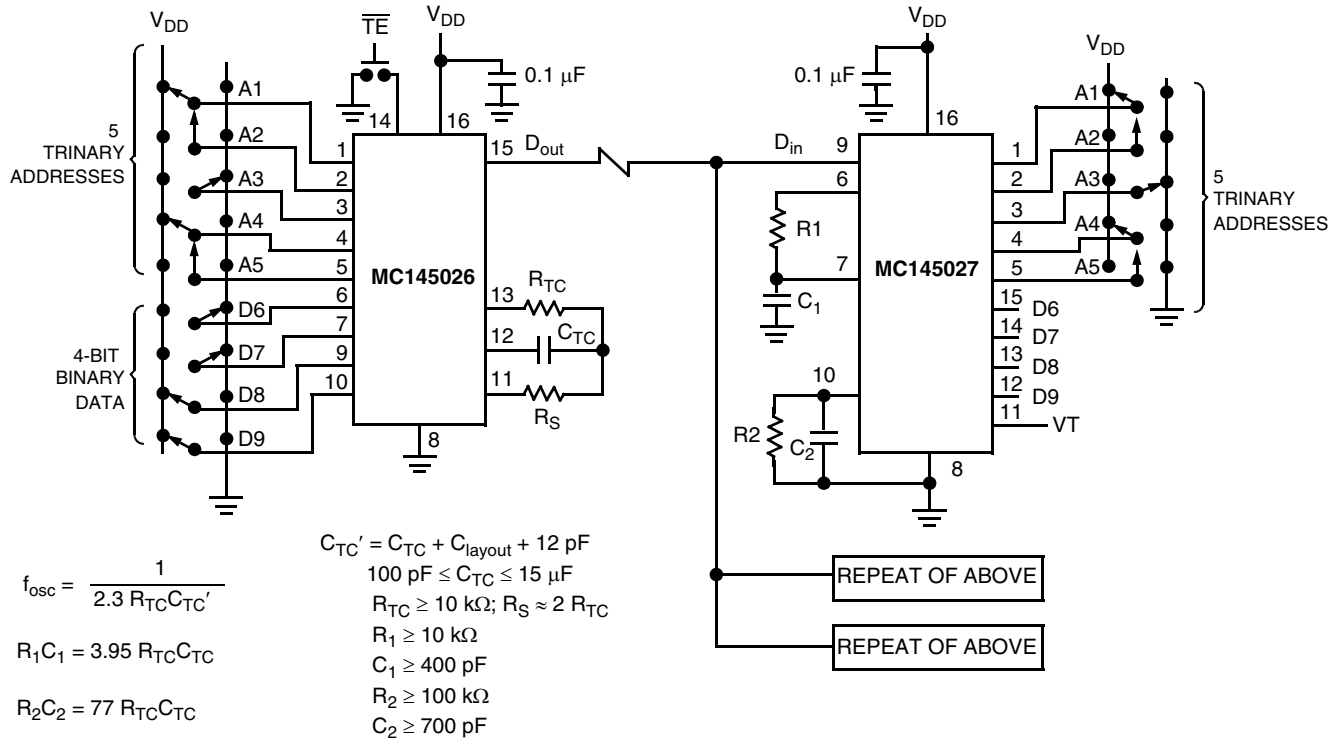 V_DD
TE
V_DD
0.1 μF
5
TRINARY
ADDRESSES
A1
A2
A3
A4
A5
4-BIT
BINARY
DATA
D6
D7
D8
D9
1
2
3
4
5
6
7
9
10
14
16
15
D_out
MC145026
13
R_TC
12
C_TC
11
R_S
8
V_DD
0.1 μF
16
D_in
9
6
R1
7
C_1
10
R2
C_2
MC145027
1
2
3
4
5
15 D6
14 D7
13 D8
12 D9
11 VT
8
V_DD
A1
A2
A3
A4
A5
5
TRINARY
ADDRESSES
REPEAT OF ABOVE
REPEAT OF ABOVE
f_osc = 1 / 2.3 R_TC C_TC′
R_1C_1 = 3.95 R_TC C_TC
R_2C_2 = 77 R_TC C_TC
C_TC′ = C_TC + C_layout + 12 pF
100 pF ≤ C_TC ≤ 15 μF
R_TC ≥ 10 kΩ; R_S ≈ 2 R_TC
R_1 ≥ 10 kΩ
C_1 ≥ 400 pF
R_2 ≥ 100 kΩ
C_2 ≥ 700 pF